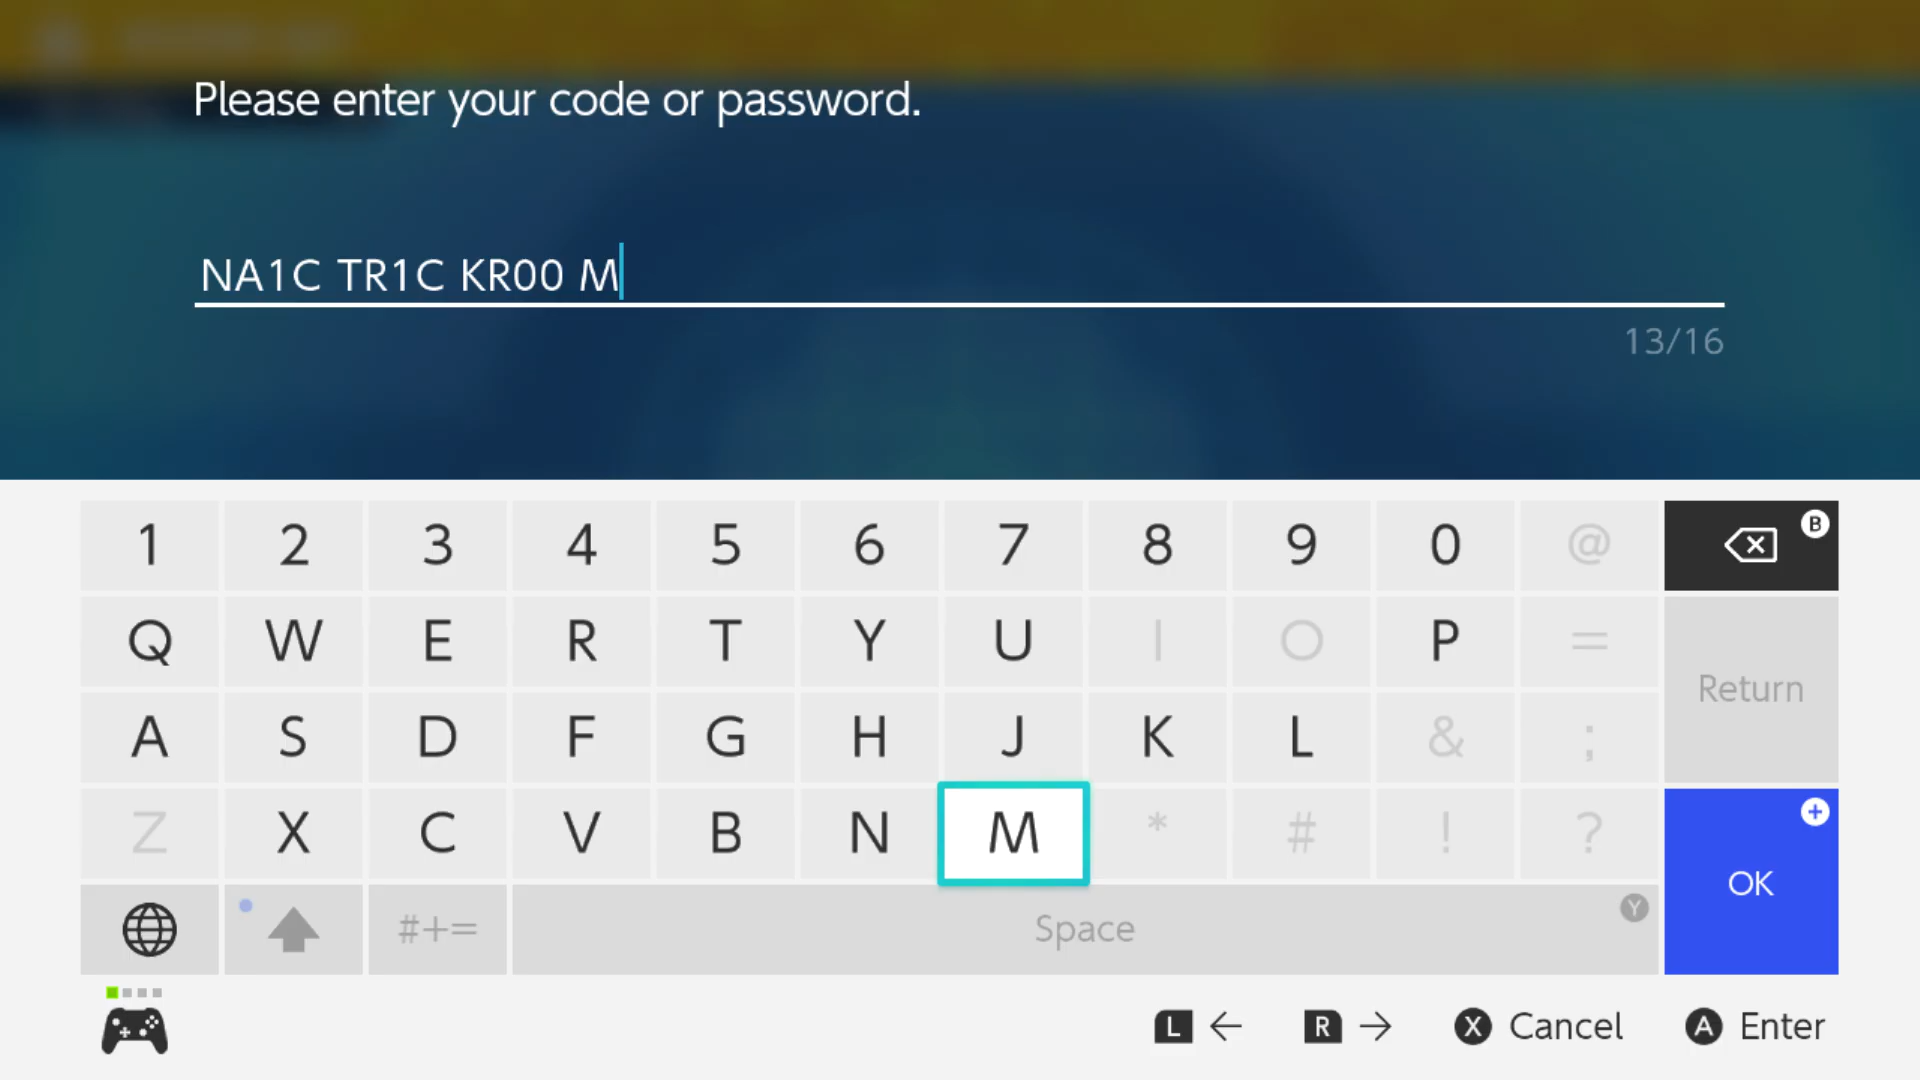 Please enter your code or password.
NA1C TR1C KR00 M
13/16
1 2 3 4 5 6 7 8 9 0 @ B
Q W E R T Y U I O P =
Return
A S D F G H J K L & ;
Z X C V B N M * # ! ? +
OK
#+= Space Y
L ← R → X Cancel A Enter